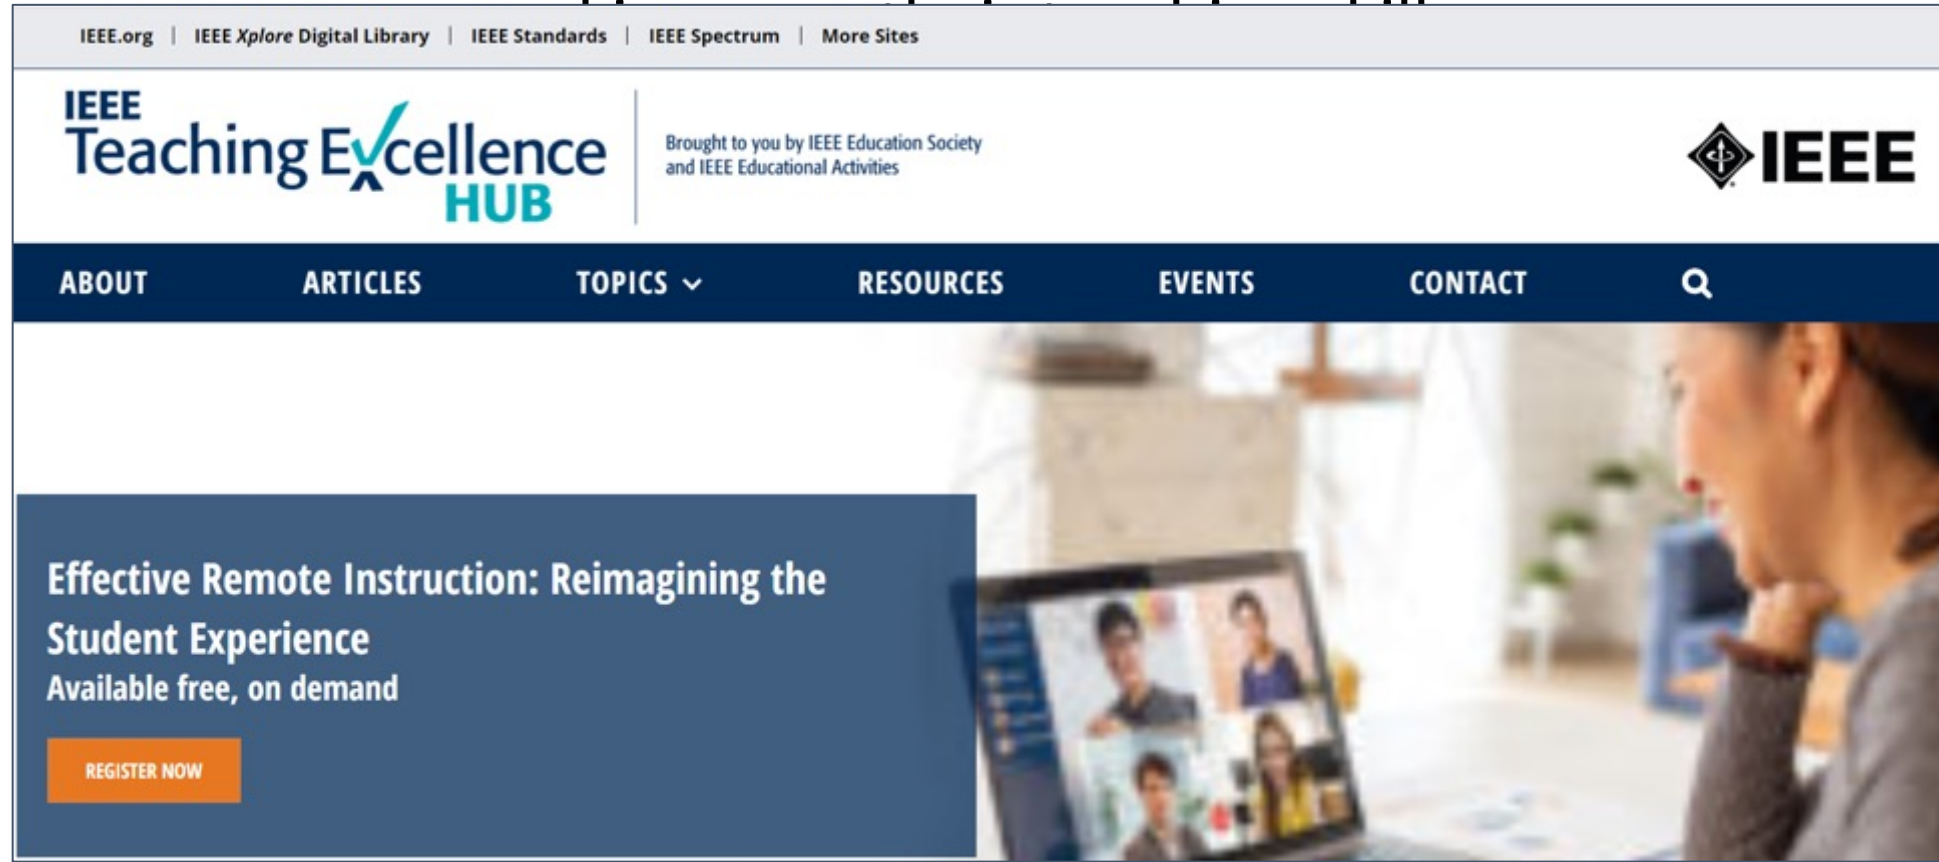 IEEE.org | IEEE Xplore Digital Library | IEEE Standards | IEEE Spectrum | More Sites
IEEE
Teaching Excellence
HUB
Brought to you by IEEE Education Society
and IEEE Educational Activities
IEEE
ABOUT ARTICLES TOPICS RESOURCES EVENTS CONTACT
Effective Remote Instruction: Reimagining the
Student Experience
Available free, on demand
REGISTER NOW